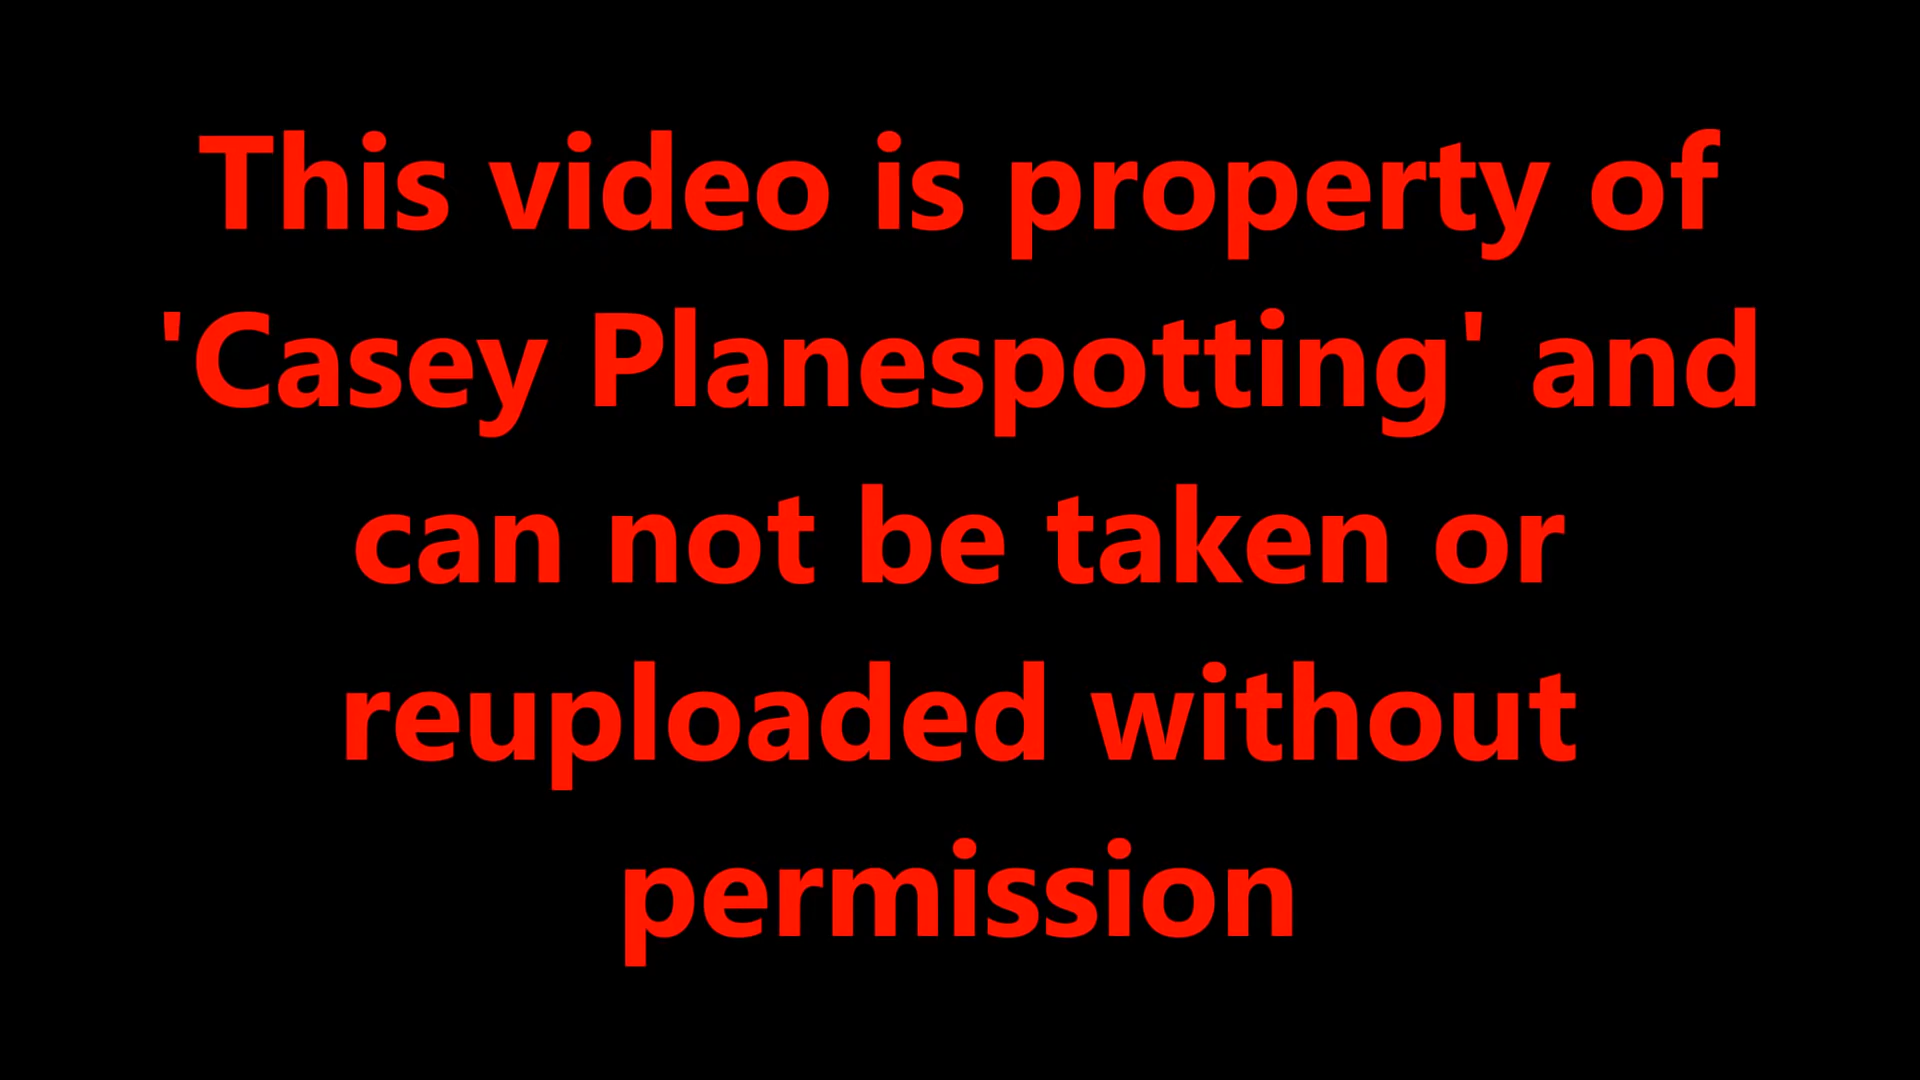 This video is property of
'Casey Planespotting' and
can not be taken or
reuploaded without
permission